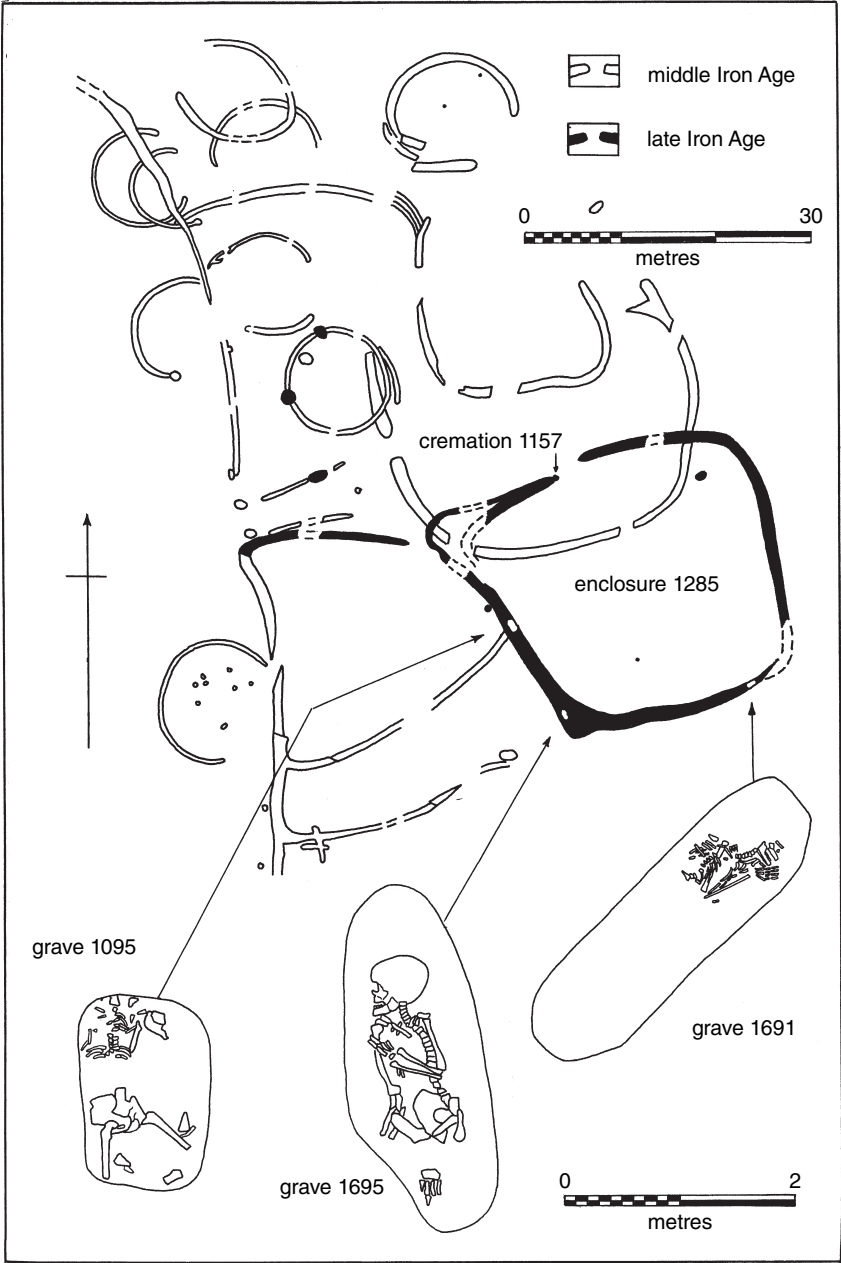 middle Iron Age
late Iron Age
0 30
metres
cremation 1157
enclosure 1285
grave 1095
grave 1691
grave 1695
0 2
metres